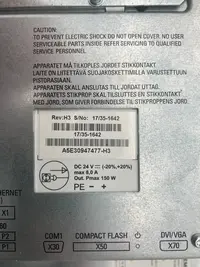 CAUTION:
TO PREVENT ELECTRIC SHOCK DO NOT OPEN COVER. NO USER
SERVICEABLE PARTS INSIDE REFER SERVICING TO QUALIFIED
SERVICE PERSONNEL
APPARATET MÅ TILKOPLES JORDET STIKKONTAKT
LAITE ON LIITETTÄVÄ SUOJAKOSKETTIMILLA VARUSTETTUUN
PISTORASIAAN.
APPARATEN SKALL ANSLUTAS TILL JORDAT UTTAG.
APPARATETS STIKPROP SKAL TILSLUTTES EN STIKKONTAKT
MED JORD, SOM GIVER FORBINDELSE TIL STIKPROPPENS JORD.
Rev:H3 S/No: 17/35-1642
17/35-1642
A5E30947477-H3
DC 24 V (-20%,+20%)
max 8,0 A
Out. Pmax 150 W
PE − +
ETHERNET
X1
P2
P1
COM1
X30
COMPACT FLASH
X50
DVI/VGA
X70